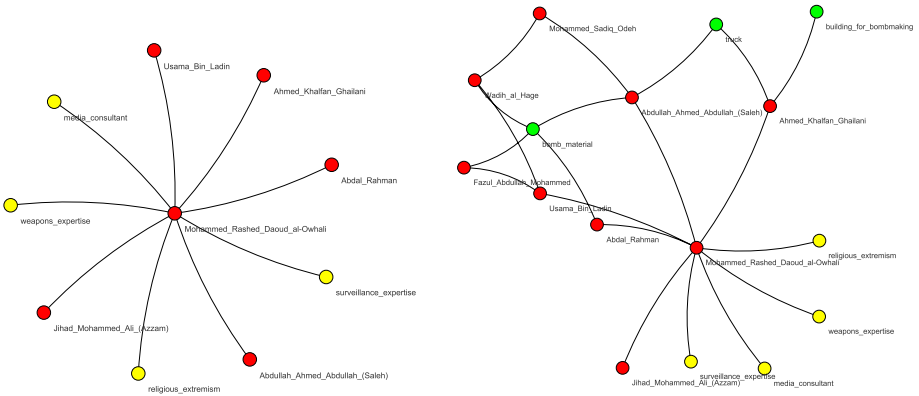 Usama_Bin_Ladin
Ahmed_Khalfan_Ghailani
media_consultant
Abdal_Rahman
weapons_expertise
Mohammed_Rashed_Daoud_al-Owhali
surveillance_expertise
Jihad_Mohammed_Ali_(Azzam)
Abdullah_Ahmed_Abdullah_(Saleh)
religious_extremism
building_for_bombmaking
Mohammed_Sadiq_Odeh
truck
Wadih_al_Hage
Abdullah_Ahmed_Abdullah_(Saleh)
Ahmed_Khalfan_Ghailani
bomb_material
Fazul_Abdullah_Mohammed
Usama_Bin_Ladin
Abdal_Rahman
religious_extremism
Mohammed_Rashed_Daoud_al-Owhali
weapons_expertise
surveillance_expertise
Jihad_Mohammed_Ali_(Azzam)
media_consultant